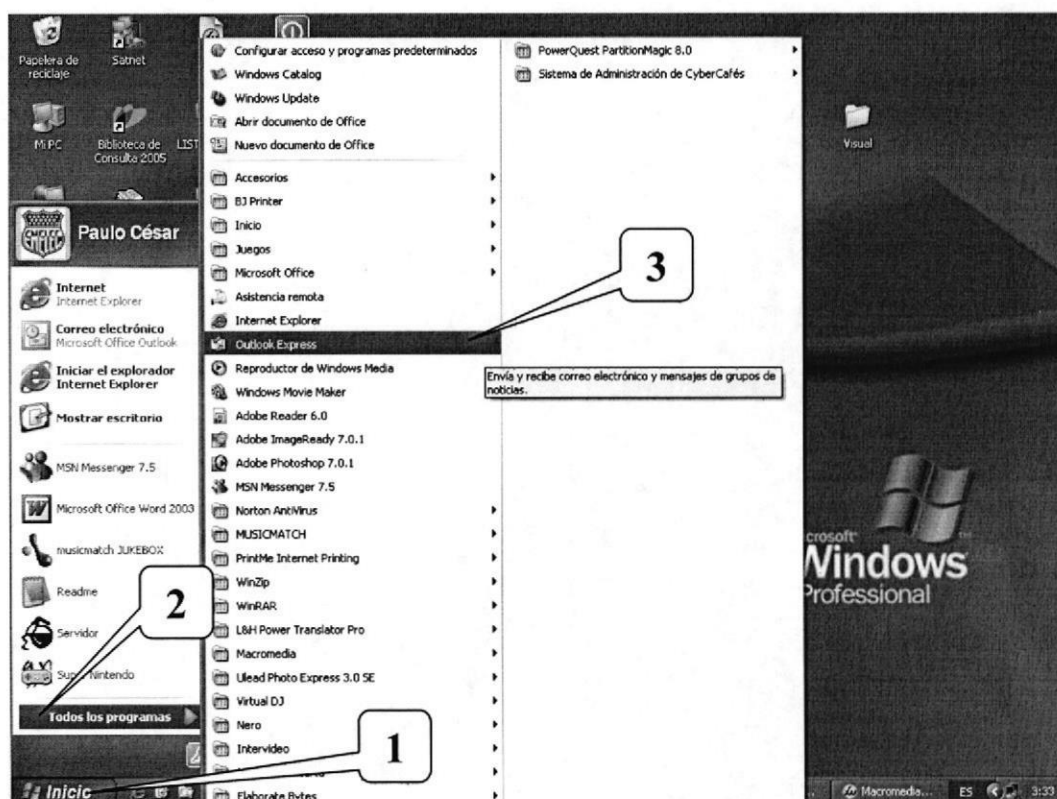 Papelera de
reciclaje
Satnet
Mi PC
Biblioteca de
Consulta 2005
LIST
Visual
Paulo César
EMELEC
Internet
Internet Explorer
Correo electrónico
Microsoft Office Outlook
Iniciar el explorador
Internet Explorer
Mostrar escritorio
MSN Messenger 7.5
Microsoft Office Word 2003
musicmatch JUKEBOX
Readme
Servidor
Sup Nintendo
Todos los programas
Inicio
Configurar acceso y programas predeterminados
Windows Catalog
Windows Update
Abrir documento de Office
Nuevo documento de Office
Accesorios
BJ Printer
Inicio
Juegos
Microsoft Office
Asistencia remota
Internet Explorer
Outlook Express
Reproductor de Windows Media
Windows Movie Maker
Adobe Reader 6.0
Adobe ImageReady 7.0.1
Adobe Photoshop 7.0.1
MSN Messenger 7.5
Norton AntiVirus
MUSICMATCH
PrintMe Internet Printing
WinZip
WinRAR
L&H Power Translator Pro
Macromedia
Ulead Photo Express 3.0 SE
Virtual DJ
Nero
Intervideo
Elaborate Bytes
PowerQuest PartitionMagic 8.0
Sistema de Administración de CyberCafés
Envía y recibe correo electrónico y mensajes de grupos de
noticias.
3
2
1
crosoft
Windows
Professional
Macromedia...
ES
3:33